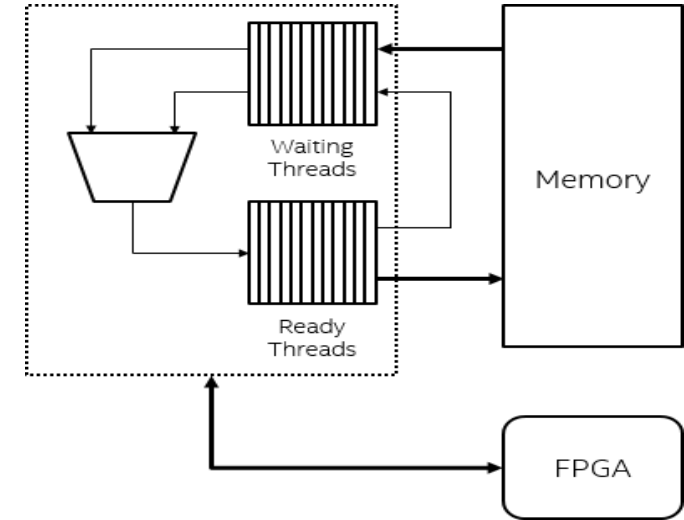 Waiting
Threads
Memory
Ready
Threads
FPGA